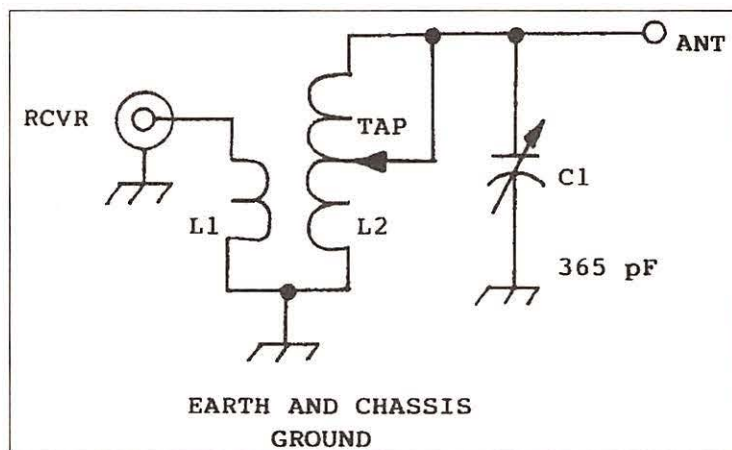 ANT
RCVR
TAP
L1
L2
C1
365 pF
EARTH AND CHASSIS
GROUND